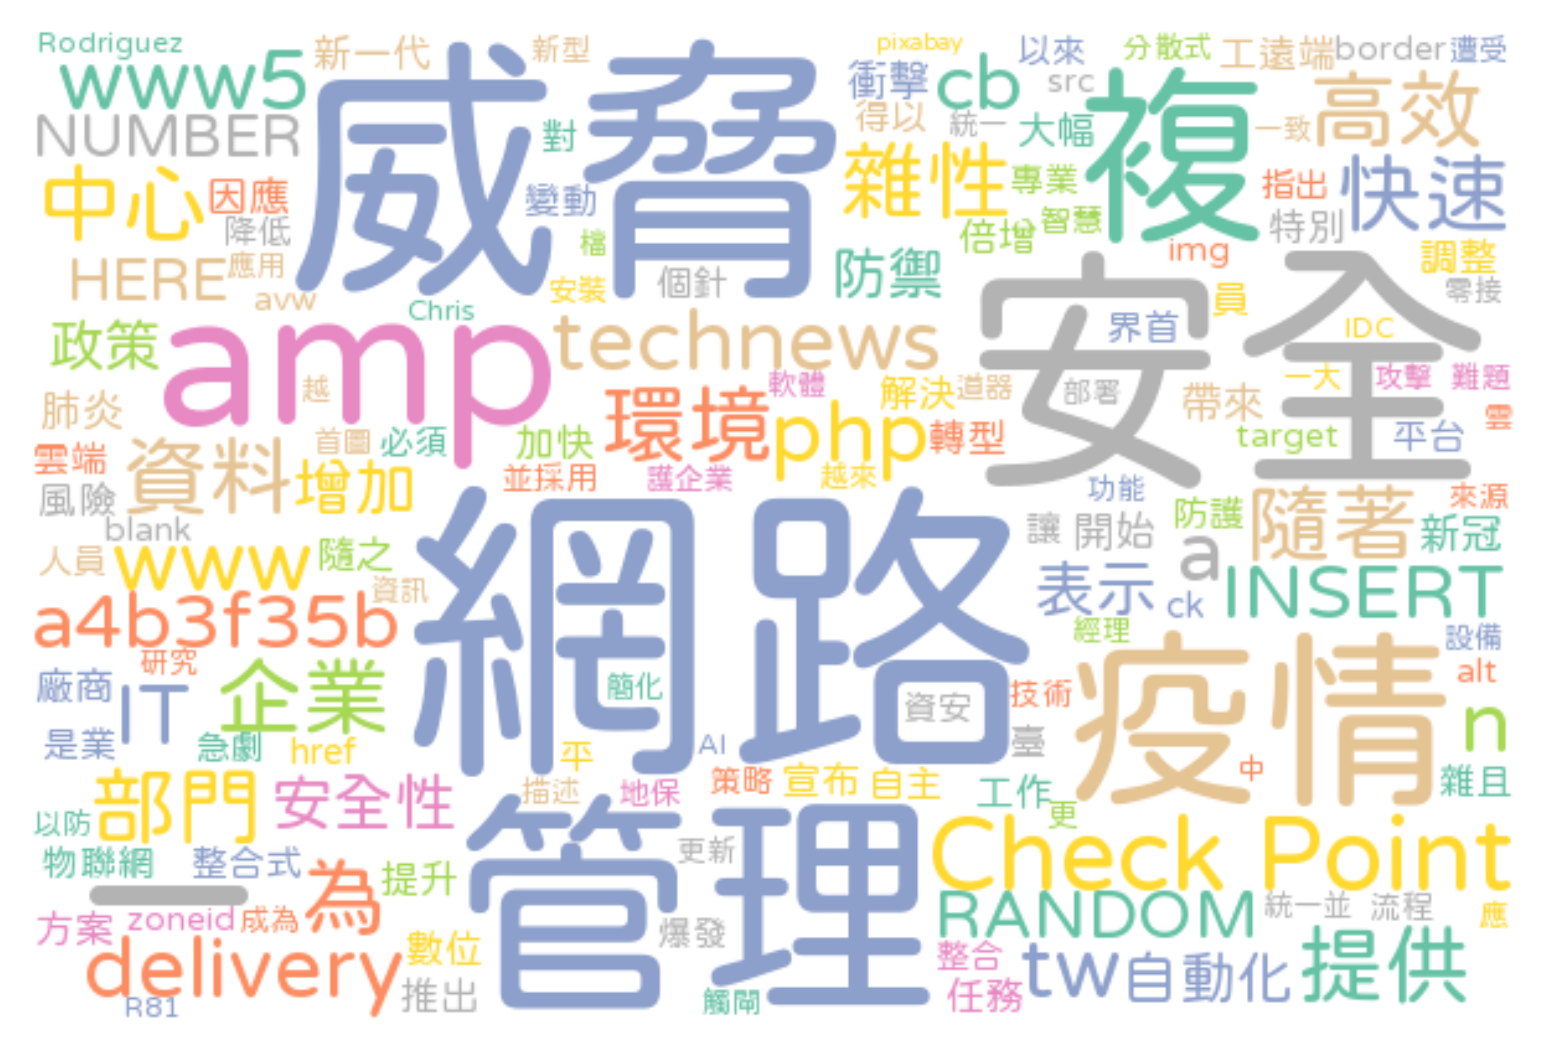 Rodriguez
新一代
新型
pixabay
以來
分散式
工遠端
border
遭受
www5
威脅
衝擊
cb
src
複
高效
NUMBER
對
得以
統一
大幅
一致
中心
因應
變動
雜性
專業
指出
快速
降低
檔
倍增
智慧
特別
HERE
應用
個針
防禦
img
調整
avw
安裝
安全
員
零接
政策
amp
Chris
technews
界首
IDC
肺炎
越
軟體
解決
道器
部署
帶來
一大
攻擊
難題
雲
環境
php
轉型
target
平台
雲端
資料
首圖
必須
加快
增加
並採用
護企業
越來
風險
功能
來源
blank
網路
讓
開始
防護
隨著
新冠
人員
www
隨之
a
資訊
表示
ck
INSERT
a4b3f35b
經理
疫情
設備
研究
廠商
IT
企業
簡化
資安
技術
alt
n
是業
急劇
href
平
AI
臺
中
部門
安全性
描述
地保
策略
宣布
自主
工作
更
雜且
以防
管理
Check Point
物聯網
整合式
更新
一
為
提升
RANDOM
統一並
流程
應
方案
zoneid
成為
爆發
delivery
數位
整合
tw
自動化
提供
R81
推出
觸閘
任務